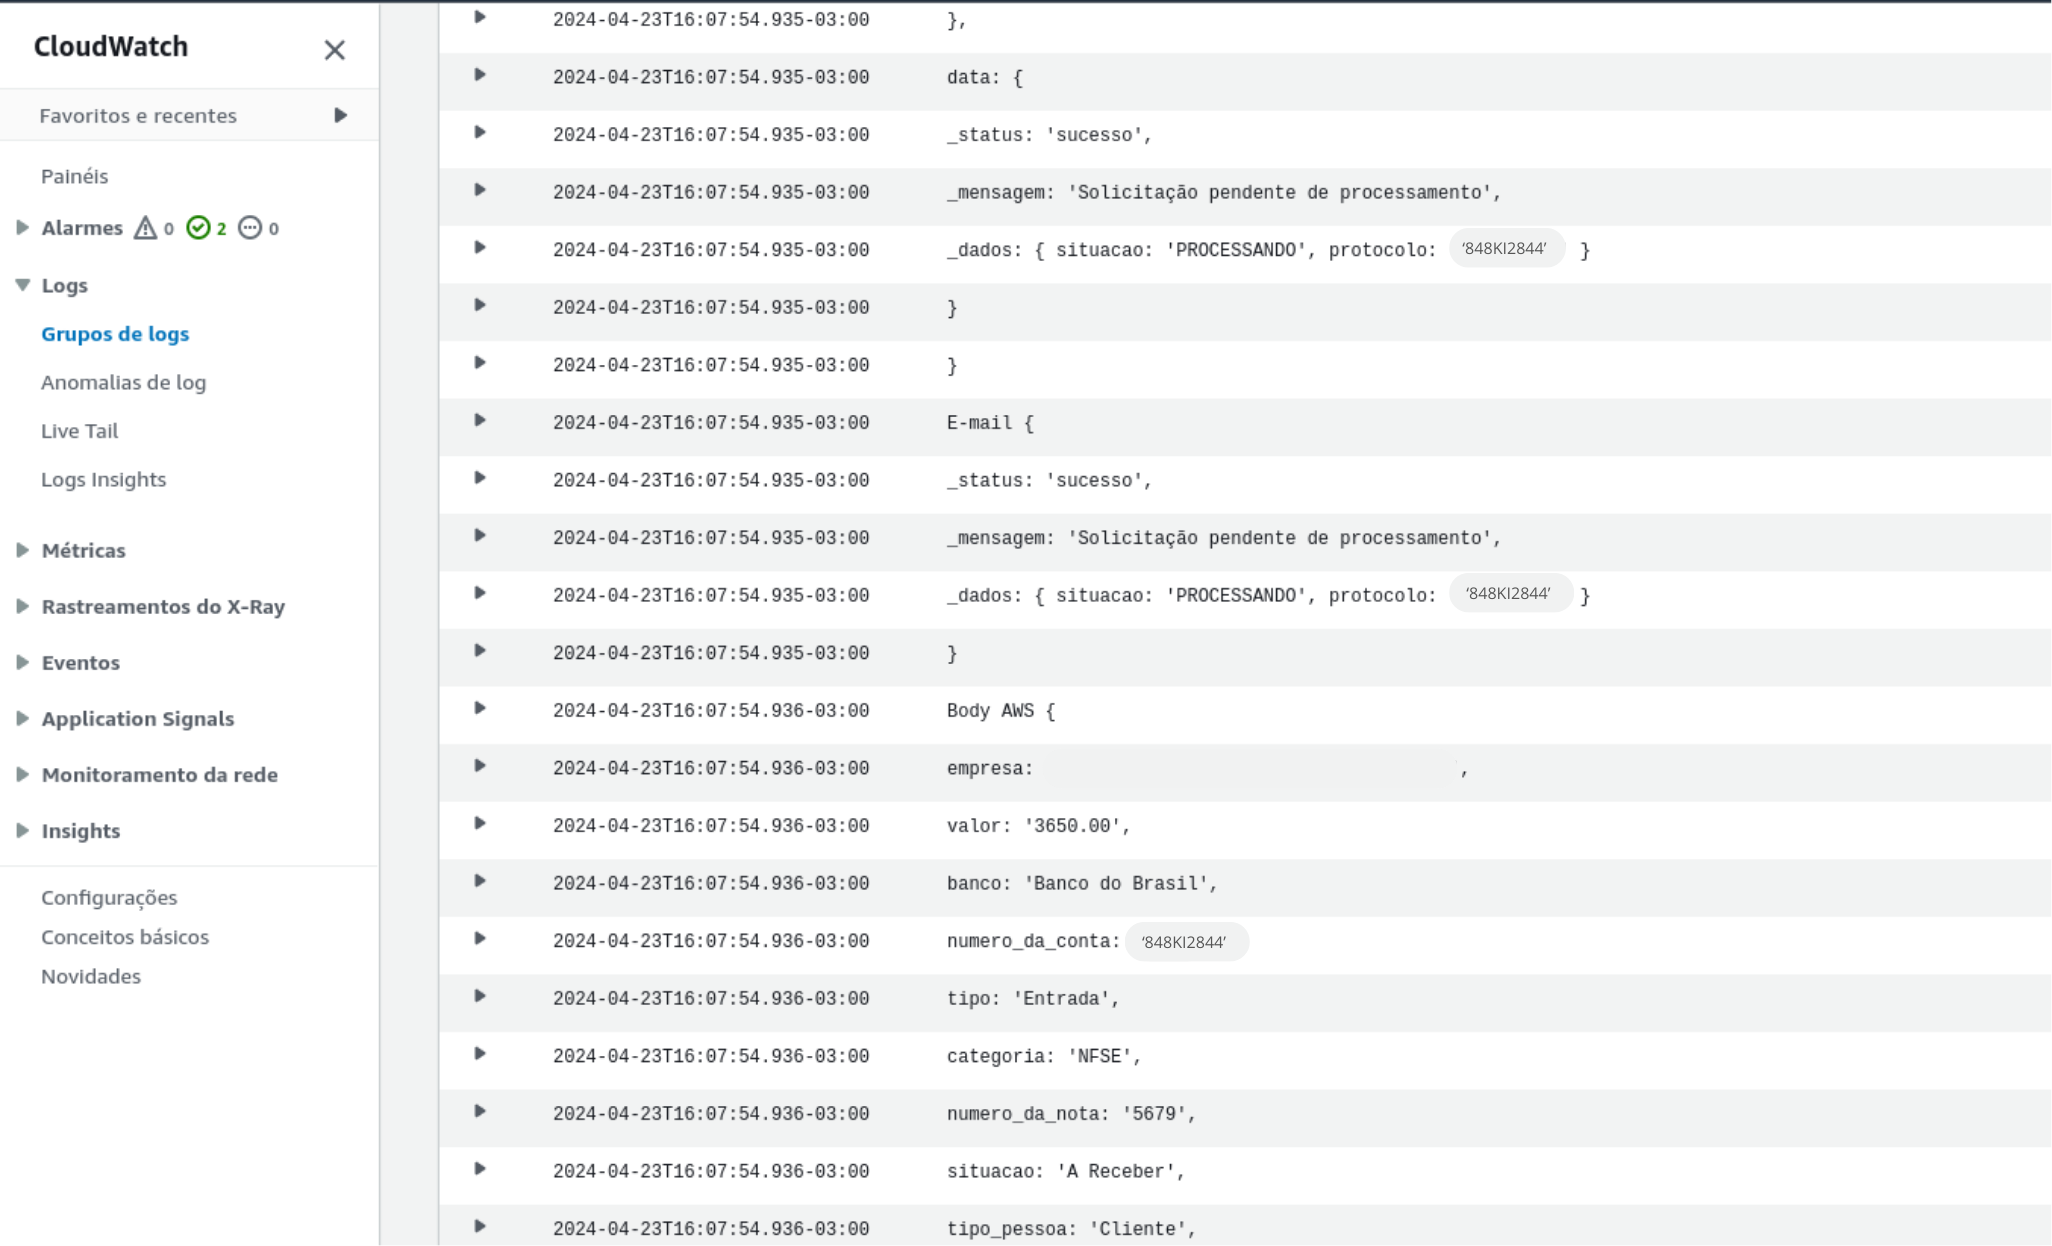 CloudWatch
Favoritos e recentes
Painéis
Alarmes 0 2 0
Logs
Grupos de logs
Anomalias de log
Live Tail
Logs Insights
Métricas
Rastreamentos do X-Ray
Eventos
Application Signals
Monitoramento da rede
Insights
Configurações
Conceitos básicos
Novidades
2024-04-23T16:07:54.935-03:00 },
2024-04-23T16:07:54.935-03:00 data: {
2024-04-23T16:07:54.935-03:00 _status: 'sucesso',
2024-04-23T16:07:54.935-03:00 _mensagem: 'Solicitação pendente de processamento',
2024-04-23T16:07:54.935-03:00 _dados: { situacao: 'PROCESSANDO', protocolo: ‘848KI2844’ }
2024-04-23T16:07:54.935-03:00 }
2024-04-23T16:07:54.935-03:00 }
2024-04-23T16:07:54.935-03:00 E-mail {
2024-04-23T16:07:54.935-03:00 _status: 'sucesso',
2024-04-23T16:07:54.935-03:00 _mensagem: 'Solicitação pendente de processamento',
2024-04-23T16:07:54.935-03:00 _dados: { situacao: 'PROCESSANDO', protocolo: ‘848KI2844’ }
2024-04-23T16:07:54.935-03:00 }
2024-04-23T16:07:54.936-03:00 Body AWS {
2024-04-23T16:07:54.936-03:00 empresa: ,
2024-04-23T16:07:54.936-03:00 valor: '3650.00',
2024-04-23T16:07:54.936-03:00 banco: 'Banco do Brasil',
2024-04-23T16:07:54.936-03:00 numero_da_conta: ‘848KI2844’
2024-04-23T16:07:54.936-03:00 tipo: 'Entrada',
2024-04-23T16:07:54.936-03:00 categoria: 'NFSE',
2024-04-23T16:07:54.936-03:00 numero_da_nota: '5679',
2024-04-23T16:07:54.936-03:00 situacao: 'A Receber',
2024-04-23T16:07:54.936-03:00 tipo_pessoa: 'Cliente',